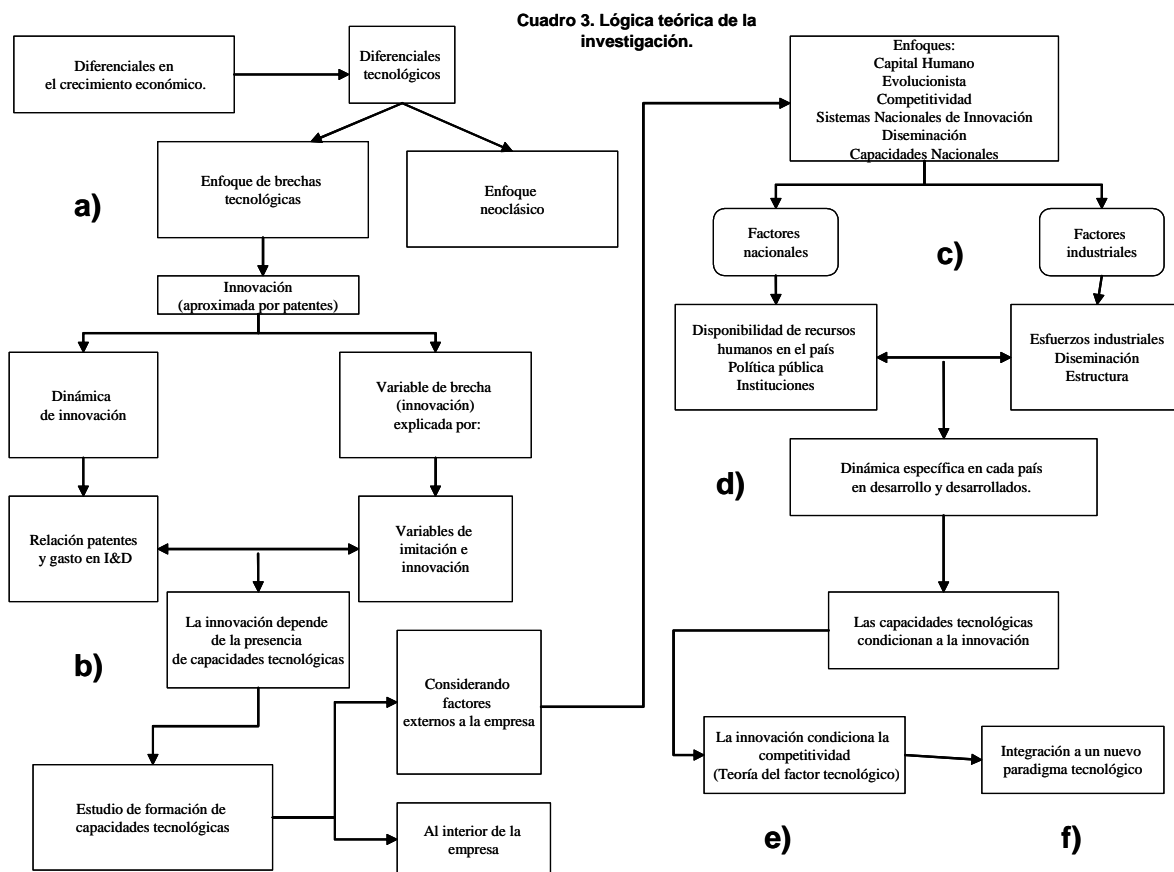 Cuadro 3. Lógica teórica de la
investigación.
Diferenciales en
el crecimiento económico.
Diferenciales
tecnológicos
Enfoque de brechas
tecnológicas
Enfoque
neoclásico
a)
Innovación
(aproximada por patentes)
Dinámica
de innovación
Variable de brecha
(innovación)
explicada por:
Relación patentes
y gasto en I&D
Variables de
imitación e
innovación
La innovación depende
de la presencia
de capacidades tecnológicas
b)
Estudio de formación de
capacidades tecnológicas
Considerando
factores
externos a la empresa
Al interior de la
empresa
Enfoques:
Capital Humano
Evolucionista
Competitividad
Sistemas Nacionales de Innovación
Diseminación
Capacidades Nacionales
Factores
nacionales
c)
Factores
industriales
Disponibilidad de recursos
humanos en el país
Política pública
Instituciones
Esfuerzos industriales
Diseminación
Estructura
d)
Dinámica específica en cada país
en desarrollo y desarrollados.
Las capacidades tecnológicas
condicionan a la innovación
La innovación condiciona la
competitividad
(Teoría del factor tecnológico)
Integración a un nuevo
paradigma tecnológico
e)
f)